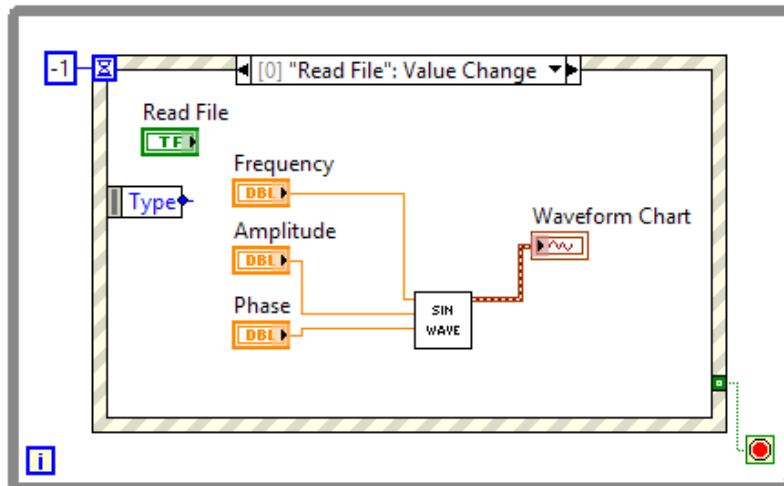 -1
[0] "Read File": Value Change
Read File
TF
Type
Frequency
DBL
Amplitude
DBL
Phase
DBL
SIN
WAVE
Waveform Chart
i